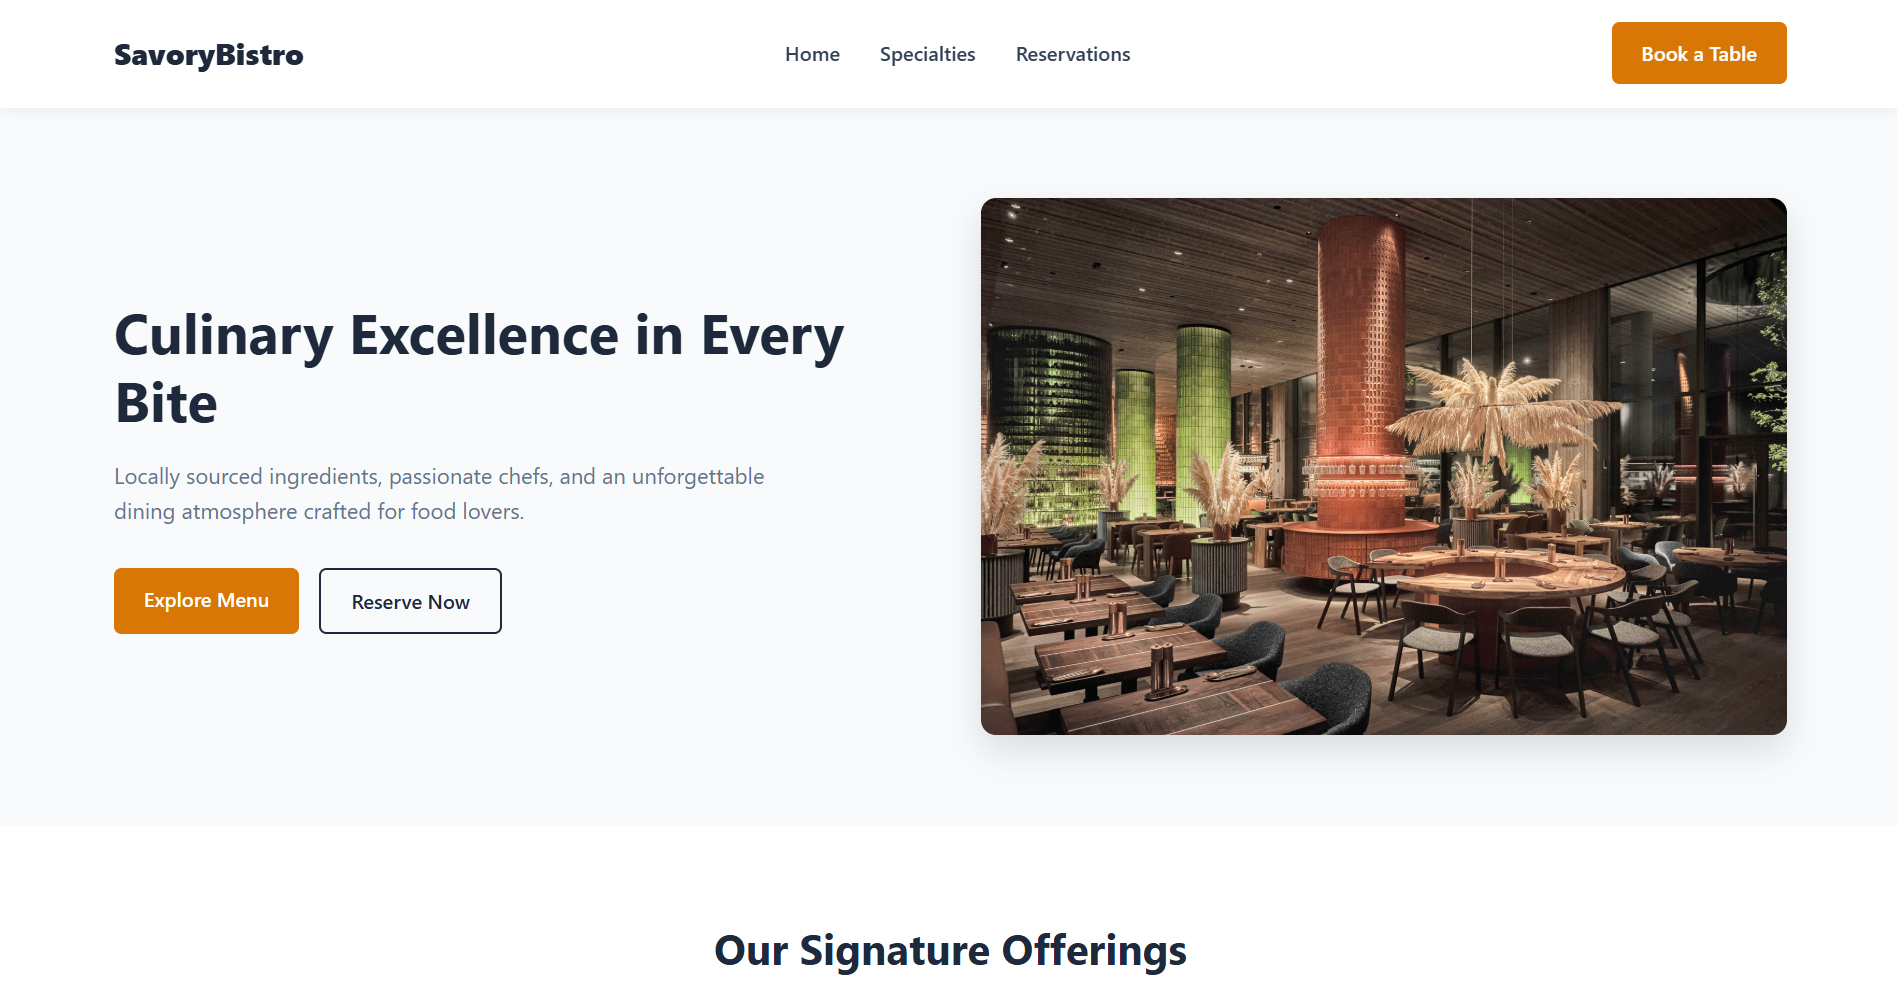 SavoryBistro
Home
Specialties
Reservations
Book a Table
Culinary Excellence in Every
Bite
Locally sourced ingredients, passionate chefs, and an unforgettable
dining atmosphere crafted for food lovers.
Explore Menu
Reserve Now
Our Signature Offerings